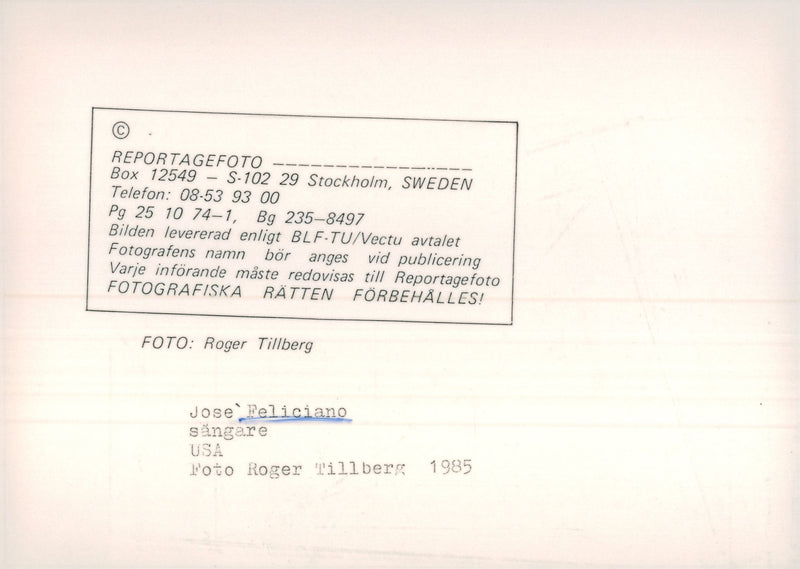 ©
REPORTAGEFOTO ________________
Box 12549 – S-102 29 Stockholm, SWEDEN
Telefon: 08-53 93 00
Pg 25 10 74–1, Bg 235–8497
Bilden levererad enligt BLF-TU/Vectu avtalet
Fotografens namn bör anges vid publicering
Varje införande måste redovisas till Reportagefoto
FOTOGRAFISKA RÄTTEN FÖRBEHÅLLES!
FOTO: Roger Tillberg
Jose` Feliciano
sångare
USA
Foto Roger Tillberg 1985